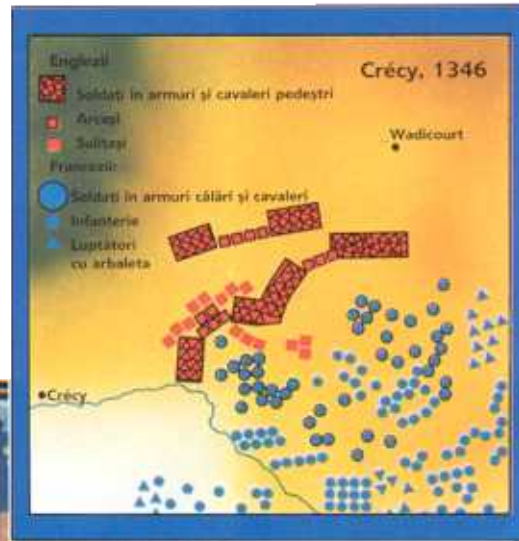 Englezii
Crécy, 1346
Soldați în armuri și cavaleri pedeștri
Arcași
Sulițași
Wadicourt
Francezii:
Soldați în armuri călări și cavaleri
Infanterie
Luptători
cu arbaleta
Crécy